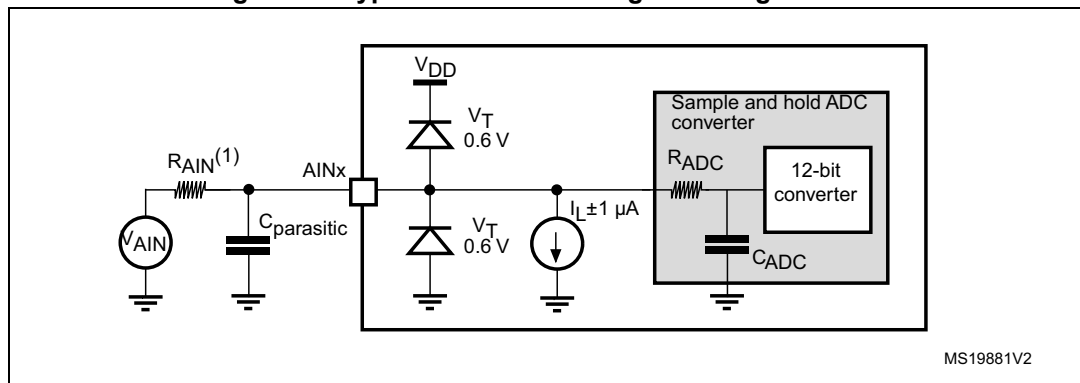 VDD
Sample and hold ADC
converter
VT
0.6 V
RAIN(1)
AINx
RADC
12-bit
converter
IL±1 µA
VAIN
Cparasitic
VT
0.6 V
CADC
MS19881V2